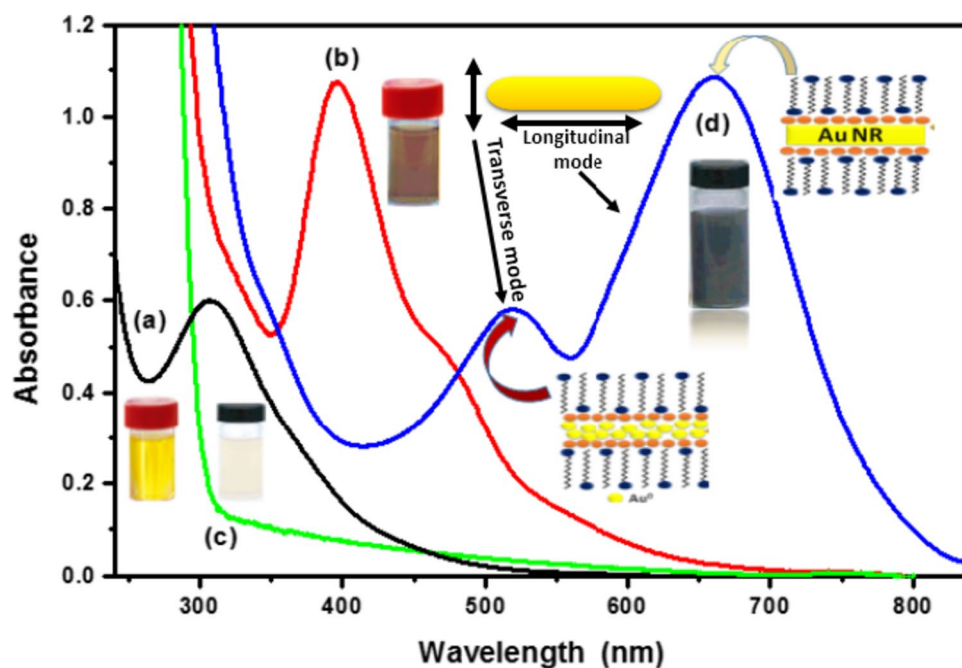 1.2
1.0
0.8
0.6
0.4
0.2
0.0
Absorbance
300
400
500
600
700
800
Wavelength (nm)
(a)
(b)
(c)
(d)
Longitudinal
mode
Transverse mode
Au NR
Au⁰